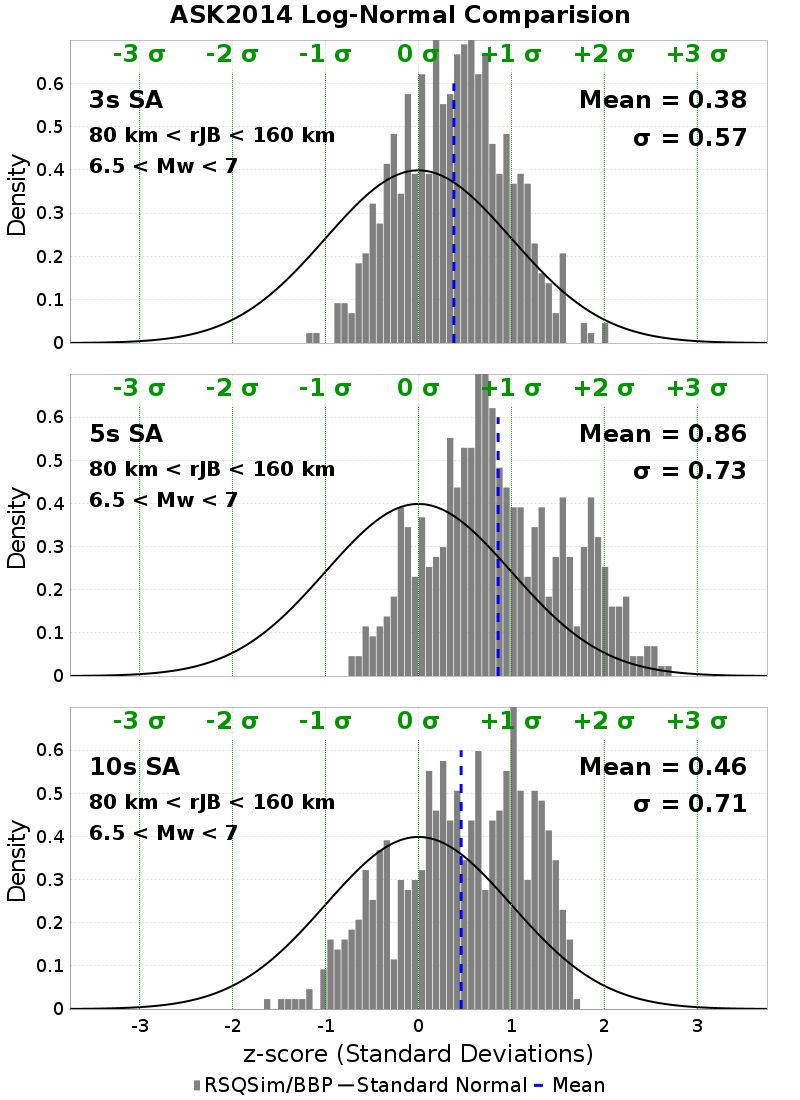 ASK2014 Log-Normal Comparision
-3 σ -2 σ -1 σ 0 σ +1 σ +2 σ +3 σ
0.6
0.5
0.4
0.3
0.2
0.1
0
Density
3s SA
80 km < rJB < 160 km
6.5 < Mw < 7
Mean = 0.38
σ = 0.57
-3 σ -2 σ -1 σ 0 σ +1 σ +2 σ +3 σ
0.6
0.5
0.4
0.3
0.2
0.1
0
Density
5s SA
80 km < rJB < 160 km
6.5 < Mw < 7
Mean = 0.86
σ = 0.73
-3 σ -2 σ -1 σ 0 σ +1 σ +2 σ +3 σ
0.6
0.5
0.4
0.3
0.2
0.1
0
Density
10s SA
80 km < rJB < 160 km
6.5 < Mw < 7
Mean = 0.46
σ = 0.71
-3 -2 -1 0 1 2 3
z-score (Standard Deviations)
RSQSim/BBP Standard Normal Mean